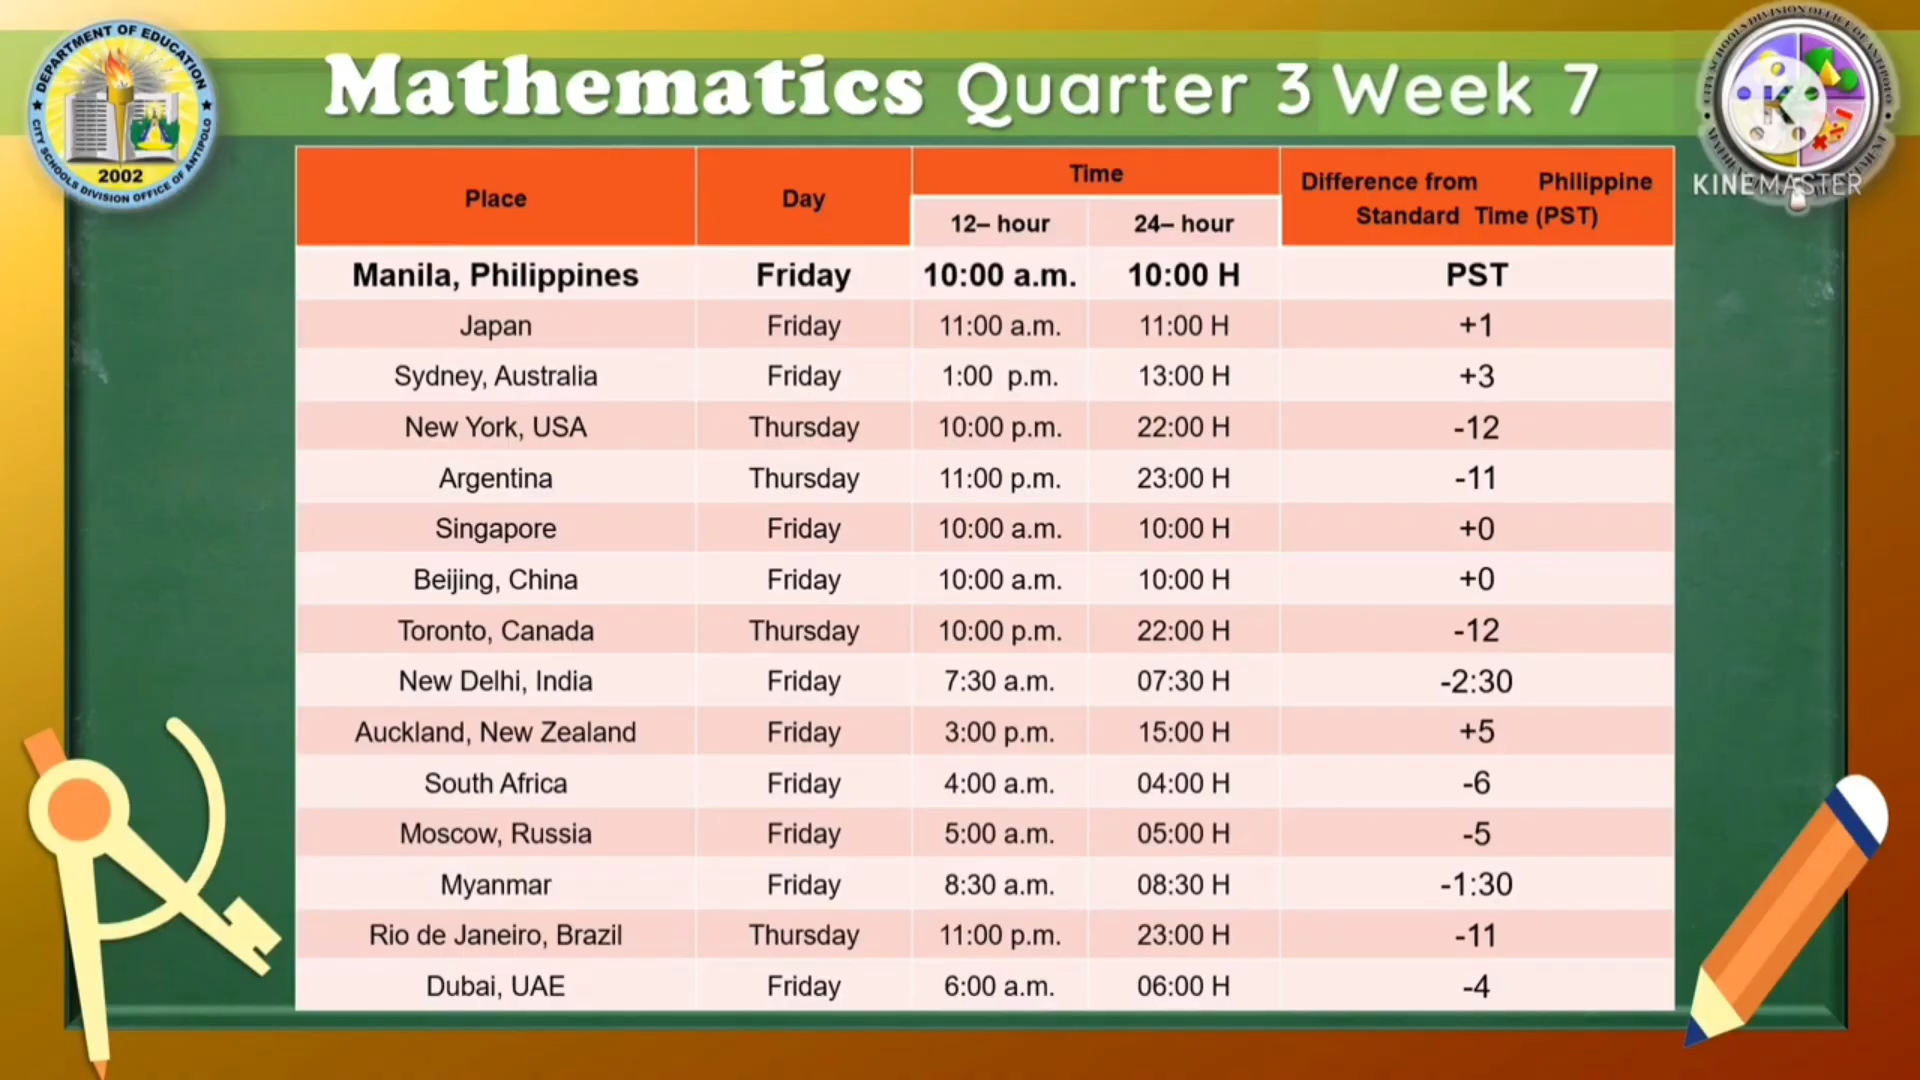 DEPARTMENT OF EDUCATION
CITY SCHOOLS DIVISION OFFICE OF ANTIPOLO
2002
Mathematics Quarter 3 Week 7
KINEMASTER
Place Day Time Difference from Philippine
Standard Time (PST)
12– hour 24– hour
Manila, Philippines Friday 10:00 a.m. 10:00 H PST
Japan Friday 11:00 a.m. 11:00 H +1
Sydney, Australia Friday 1:00 p.m. 13:00 H +3
New York, USA Thursday 10:00 p.m. 22:00 H -12
Argentina Thursday 11:00 p.m. 23:00 H -11
Singapore Friday 10:00 a.m. 10:00 H +0
Beijing, China Friday 10:00 a.m. 10:00 H +0
Toronto, Canada Thursday 10:00 p.m. 22:00 H -12
New Delhi, India Friday 7:30 a.m. 07:30 H -2:30
Auckland, New Zealand Friday 3:00 p.m. 15:00 H +5
South Africa Friday 4:00 a.m. 04:00 H -6
Moscow, Russia Friday 5:00 a.m. 05:00 H -5
Myanmar Friday 8:30 a.m. 08:30 H -1:30
Rio de Janeiro, Brazil Thursday 11:00 p.m. 23:00 H -11
Dubai, UAE Friday 6:00 a.m. 06:00 H -4